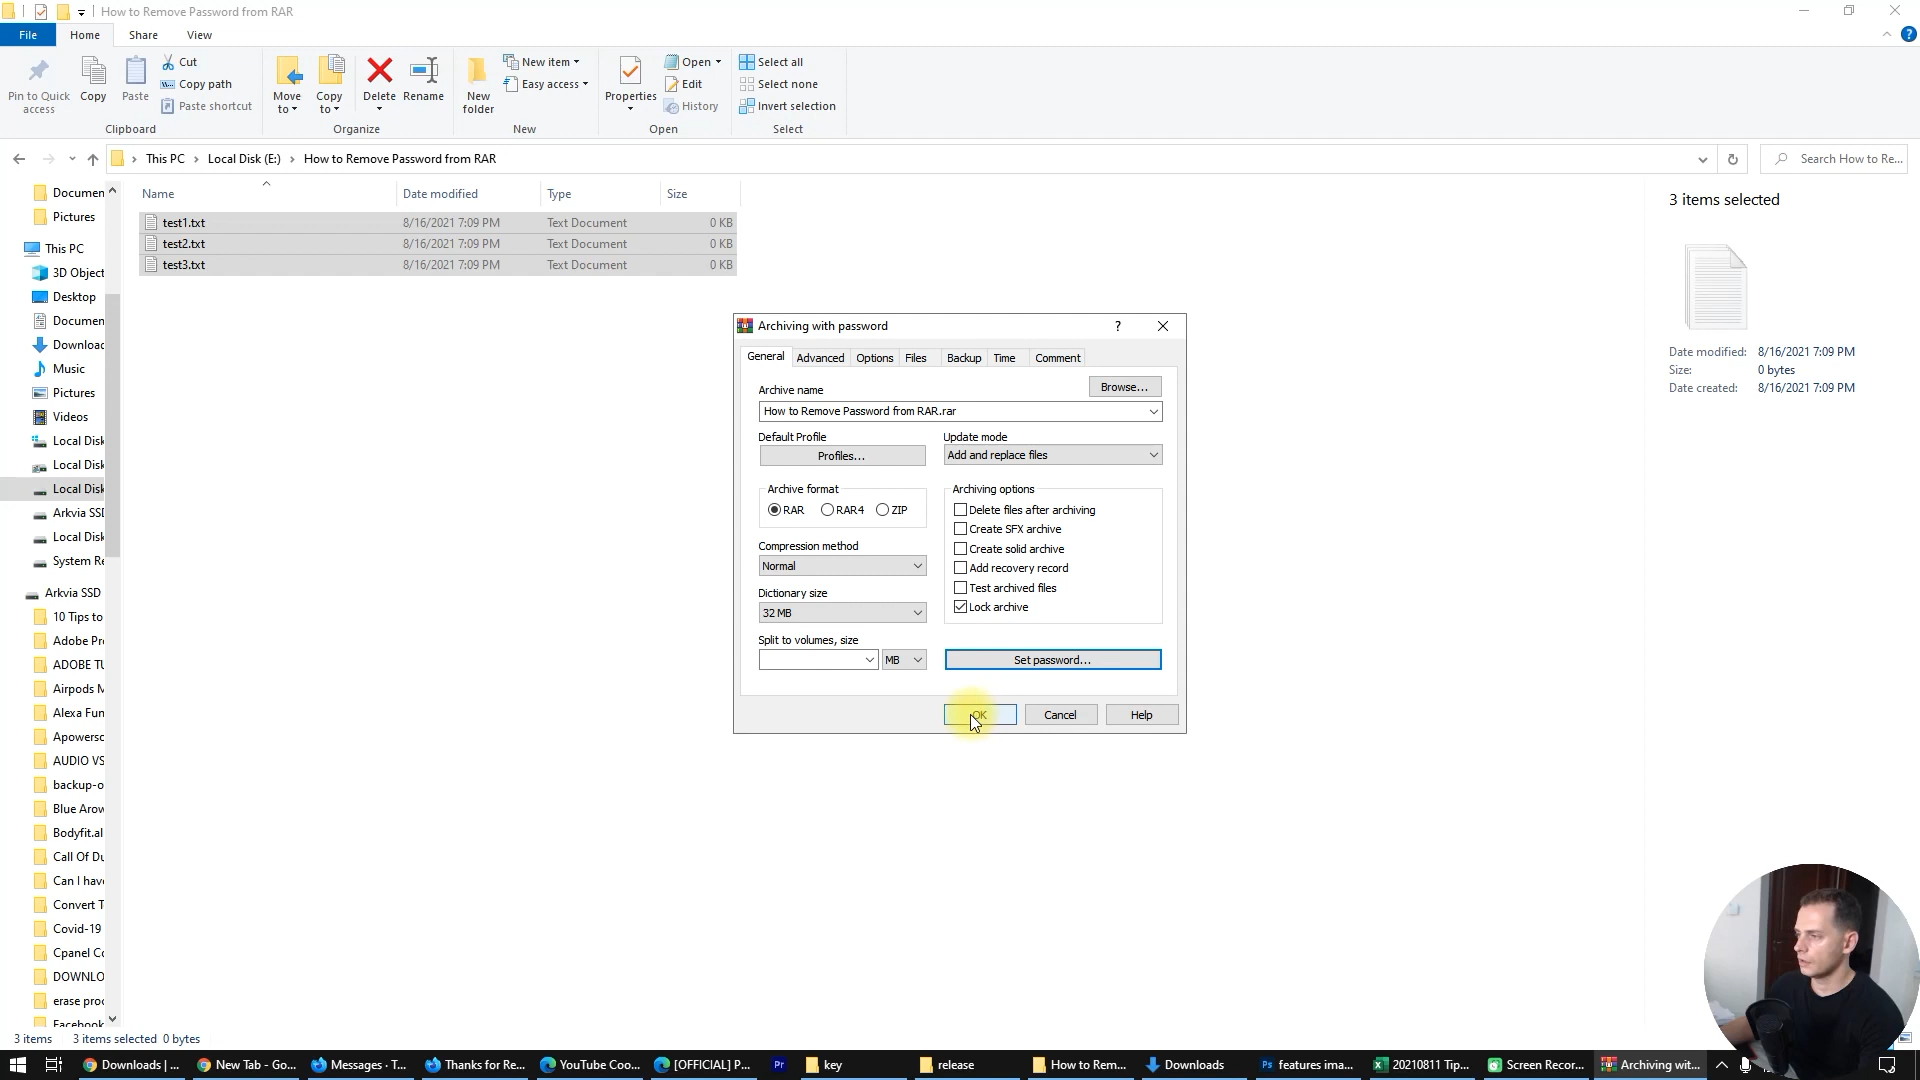 How to Remove Password from RAR
File
Home
Share
View
Pin to Quick access
Copy
Paste
Cut
Copy path
Paste shortcut
Clipboard
Move to
Copy to
Delete
Rename
Organize
New folder
New item
Easy access
New
Properties
Open
Edit
History
Open
Select all
Select none
Invert selection
Select
This PC
Local Disk (E:)
How to Remove Password from RAR
Search How to Re...
Name
Date modified
Type
Size
test1.txt 8/16/2021 7:09 PM Text Document 0 KB
test2.txt 8/16/2021 7:09 PM Text Document 0 KB
test3.txt 8/16/2021 7:09 PM Text Document 0 KB
Documen
Pictures
This PC
3D Object
Desktop
Documen
Downloac
Music
Pictures
Videos
Local Disk
Local Disk
Local Disk
Arkvia SSD
Local Disk
System Re
Arkvia SSD
10 Tips to
Adobe Pre
ADOBE TU
Airpods M
Alexa Fun
Apowersc
AUDIO VS
backup-o
Blue Arow
Bodyfit.al
Call Of Du
Can I have
Convert T
Covid-19
Cpanel Co
DOWNLO
erase proc
Facebook
3 items selected
Date modified: 8/16/2021 7:09 PM
Size: 0 bytes
Date created: 8/16/2021 7:09 PM
Archiving with password
?
General
Advanced
Options
Files
Backup
Time
Comment
Archive name
Browse...
How to Remove Password from RAR.rar
Default Profile
Profiles...
Update mode
Add and replace files
Archive format
RAR
RAR4
ZIP
Compression method
Normal
Dictionary size
32 MB
Split to volumes, size
MB
Archiving options
Delete files after archiving
Create SFX archive
Create solid archive
Add recovery record
Test archived files
Lock archive
Set password...
OK
Cancel
Help
3 items
3 items selected 0 bytes
Downloads | ...
New Tab - Go...
Messages · T...
Thanks for Re...
YouTube Coo...
[OFFICIAL] P...
Pr
key
release
How to Rem...
Downloads
Ps
features ima...
20210811 Tip...
Screen Recor...
Archiving wit...